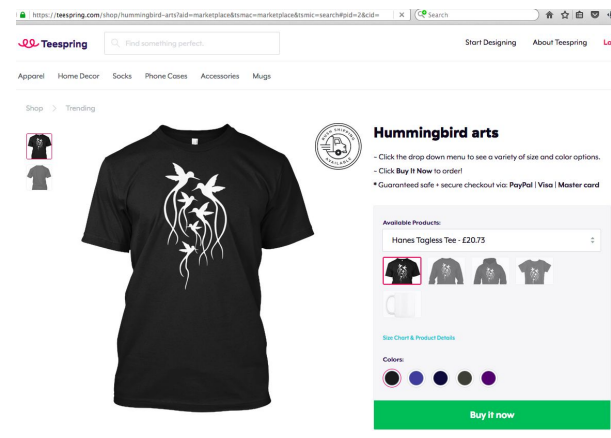 https://teespring.com/shop/hummingbird-arts?aid=marketplace&tsmac=marketplace&tsmic=search#pid=2&cid=
Search
Teespring
Find something perfect.
Start Designing
About Teespring
Lo
Apparel
Home Decor
Socks
Phone Cases
Accessories
Mugs
Shop > Trending
RUSH SHIPPING
AVAILABLE
Hummingbird arts
- Click the drop down menu to see a variety of size and color options.
- Click Buy It Now to order!
* Guaranteed safe + secure checkout via: PayPal | Visa | Master card
Available Products:
Hanes Tagless Tee - £20.73
Size Chart & Product Details
Colors:
Buy it now